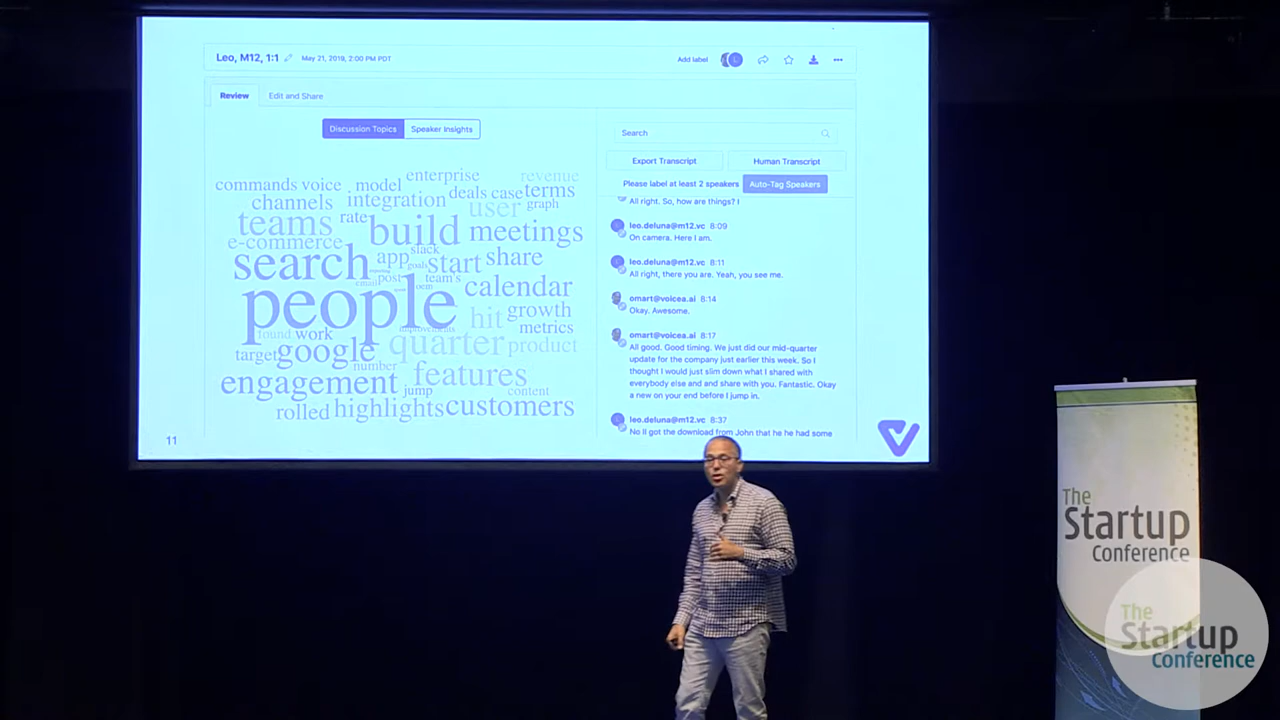 Leo, M12, 1:1 May 21, 2019, 2:00 PM PDT
Add label
Review Edit and Share
Discussion Topics Speaker Insights
enterprise revenue
commands voice model deals case terms
channels integration user graph
teams rate build meetings
e-commerce slack
search app start share
goals
email post team's
people calendar
hit growth
metrics
found work improvements
target google quarter product
number
engagement features
jump content
rolled highlights customers
11
Search
Export Transcript Human Transcript
Please label at least 2 speakers Auto-Tag Speakers
All right. So, how are things? I
leo.deluna@m12.vc 8:09
On camera. Here I am.
leo.deluna@m12.vc 8:11
All right, there you are. Yeah, you see me.
omart@voicea.ai 8:14
Okay. Awesome.
omart@voicea.ai 8:17
All good. Good timing. We just did our mid-quarter
update for the company just earlier this week. So I
thought I would just slim down what I shared with
everybody else and and share with you. Fantastic. Okay
a new on your end before I jump in.
leo.deluna@m12.vc 8:37
No II got the download from John that he he had some
The
Startup
Conference
The
Startup
Conference